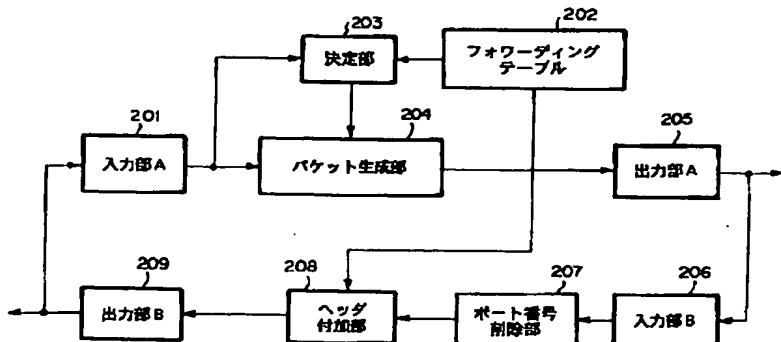 203
202
決定部
フォワーディング
テーブル
201
204
205
入力部A
パケット生成部
出力部A
209
208
207
206
出力部B
ヘッダ
付加部
ポート番号
削除部
入力部B